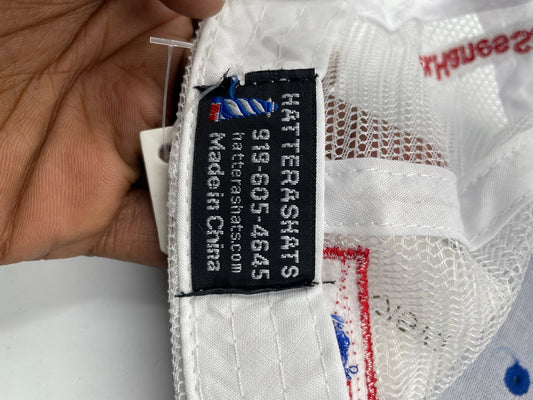 HATTERASHATS
919-605-4645
hatterashats.com
Made in China